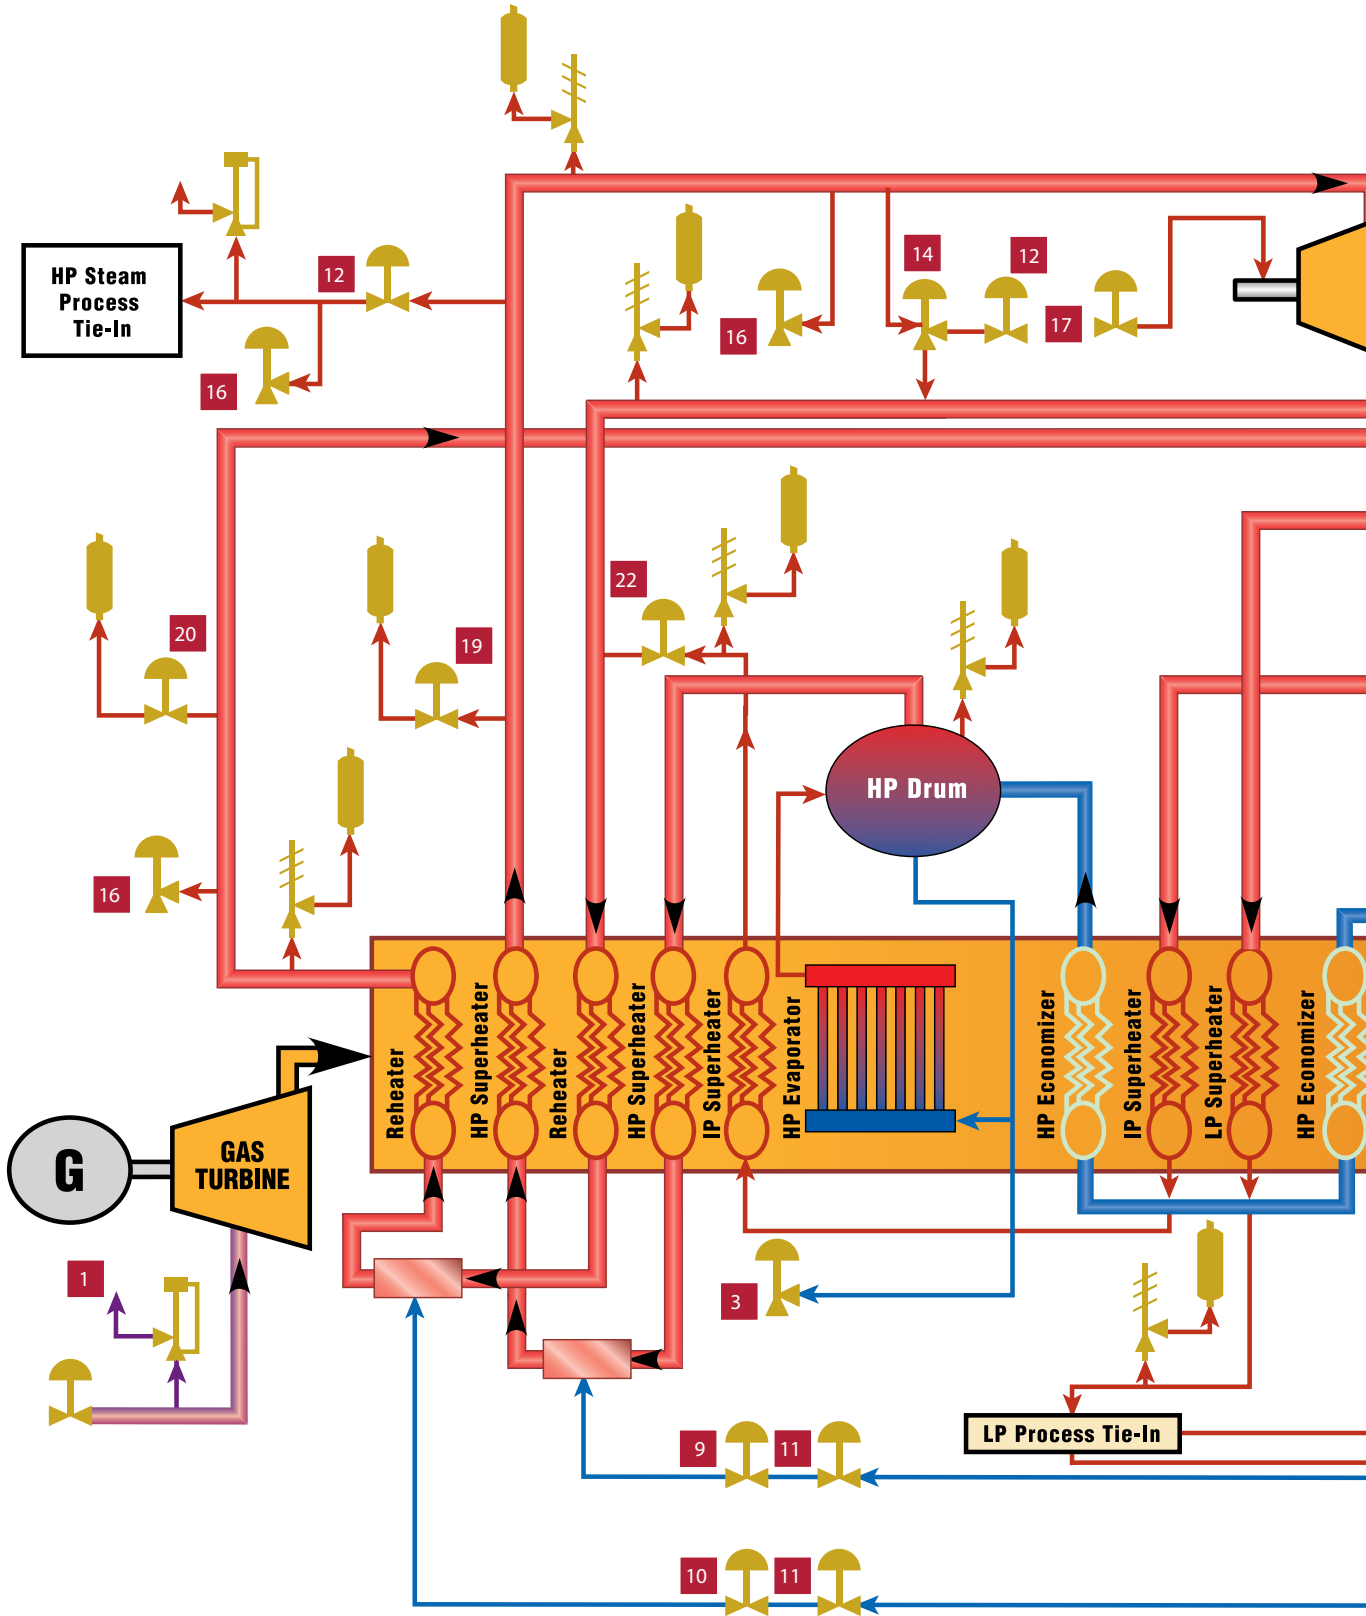 HP Steam
Process
Tie-In
12
14
12
16
17
16
22
20
19
HP Drum
16
Reheater
HP Superheater
Reheater
HP Superheater
IP Superheater
HP Evaporator
HP Economizer
IP Superheater
LP Superheater
HP Economizer
G
GAS
TURBINE
1
3
LP Process Tie-In
9
11
10
11